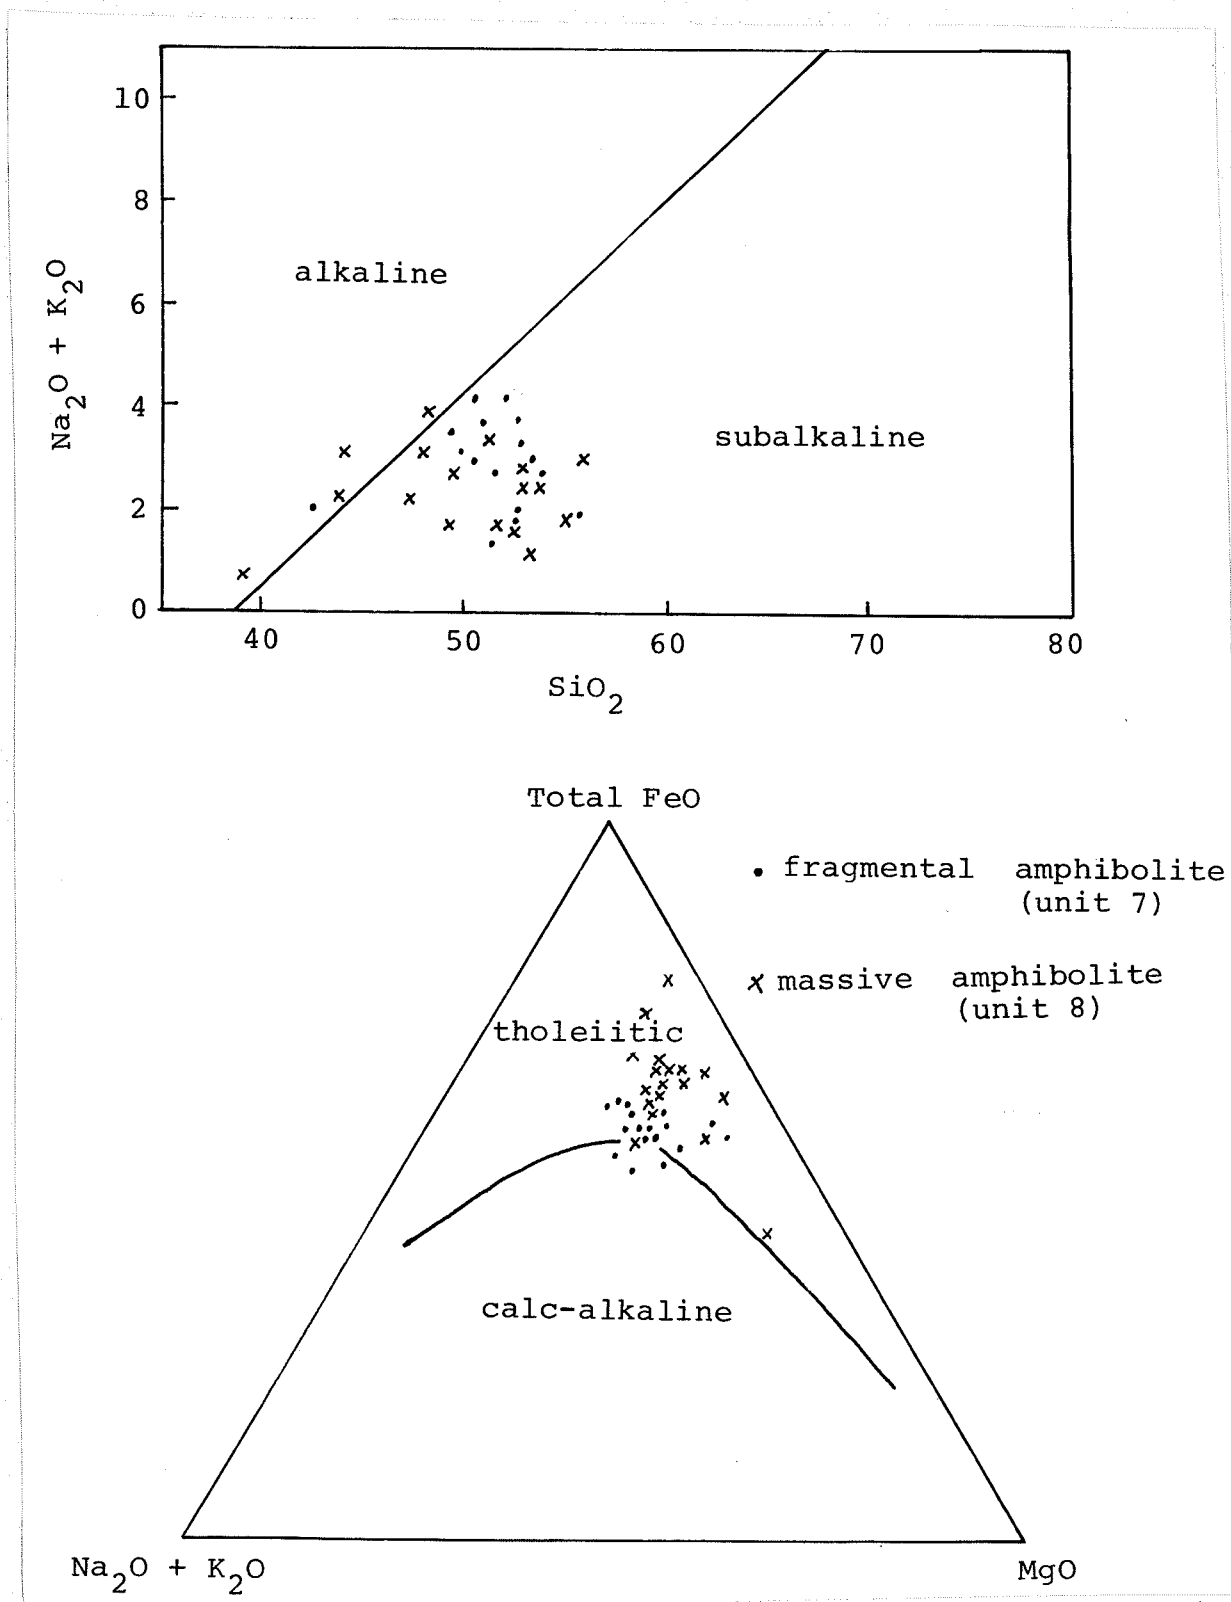 10
8
alkaline
6
Na₂O + K₂O
4
subalkaline
2
0
40 50 60 70 80
SiO₂
Total FeO
• fragmental amphibolite
(unit 7)
x massive amphibolite
(unit 8)
tholeiitic
calc-alkaline
Na₂O + K₂O
MgO